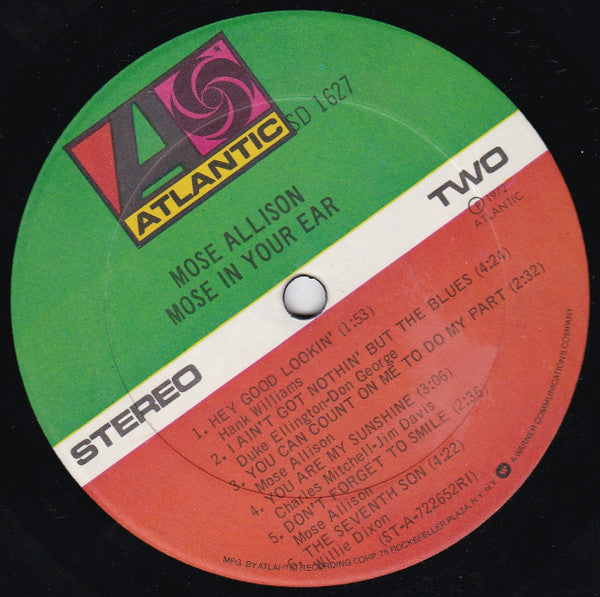 ATLANTIC
SD 1627
MOSE ALLISON
MOSE IN YOUR EAR
STEREO
TWO
℗ 1972
ATLANTIC
1. HEY GOOD LOOKIN' (1:53)
Hank Williams
2. I AIN'T GOT NOTHIN' BUT THE BLUES (4:24)
Duke Ellington-Don George
3. YOU CAN COUNT ON ME TO DO MY PART (2:32)
Mose Allison
4. YOU ARE MY SUNSHINE (3:06)
Charles Mitchell-Jim Davis
5. DON'T FORGET TO SMILE (2:36)
Mose Allison
6. THE SEVENTH SON (4:22)
Willie Dixon
(ST-A-722652RI)
MFG. BY ATLANTIC RECORDING CORP. 75 ROCKEFELLER PLAZA, N.Y. N.Y.
A WARNER COMMUNICATIONS COMPANY